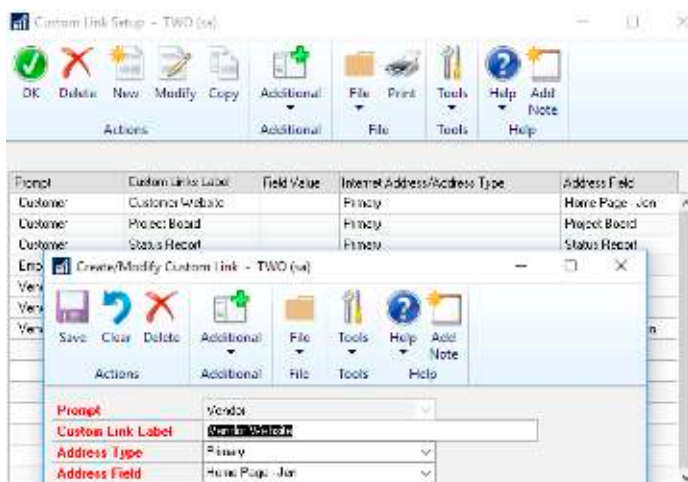 Custom Link Setup - TWO (sa)
OK Delete New Modify Copy Additional File Print Tools Help Add Note
Actions Additional File Tools Help
Prompt Custom Links Label Field Value Internet Address/Address Type Address Field
Customer Customer Website Primary Home Page - Jen
Customer Project Board Primary Project Board
Customer Status Report Primary Status Report
Emp
Ven
Ven
Ven n
Create/Modify Custom Link - TWO (sa)
Save Clear Delete Additional File Tools Help Add Note
Actions Additional File Tools Help
Prompt Vendor
Custom Link Label Vendor Website
Address Type Primary
Address Field Home Page - Jen